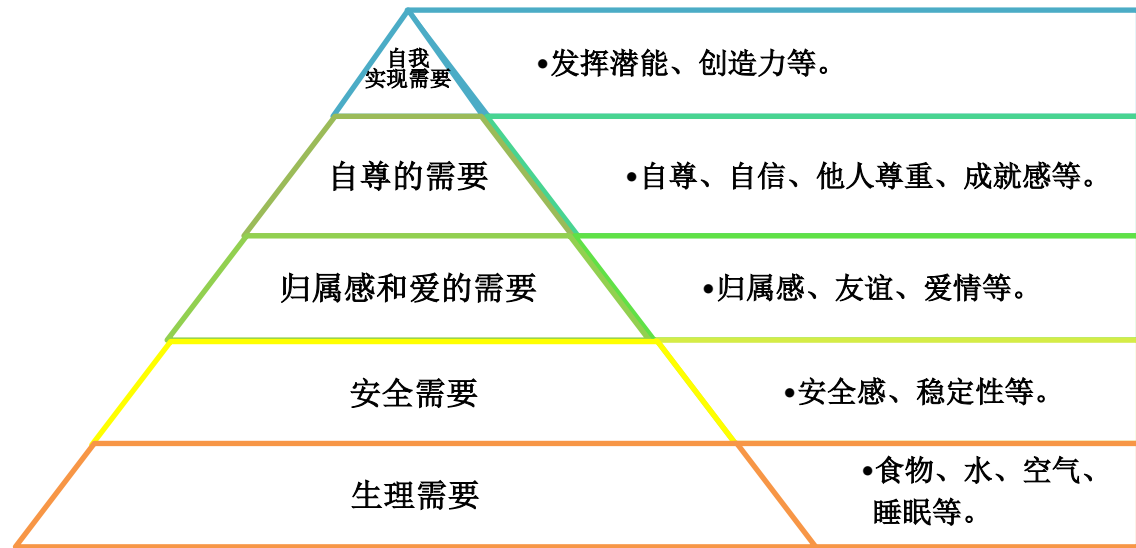 自我
实现需要
•发挥潜能、创造力等。
自尊的需要
•自尊、自信、他人尊重、成就感等。
归属感和爱的需要
•归属感、友谊、爱情等。
安全需要
•安全感、稳定性等。
生理需要
•食物、水、空气、
睡眠等。